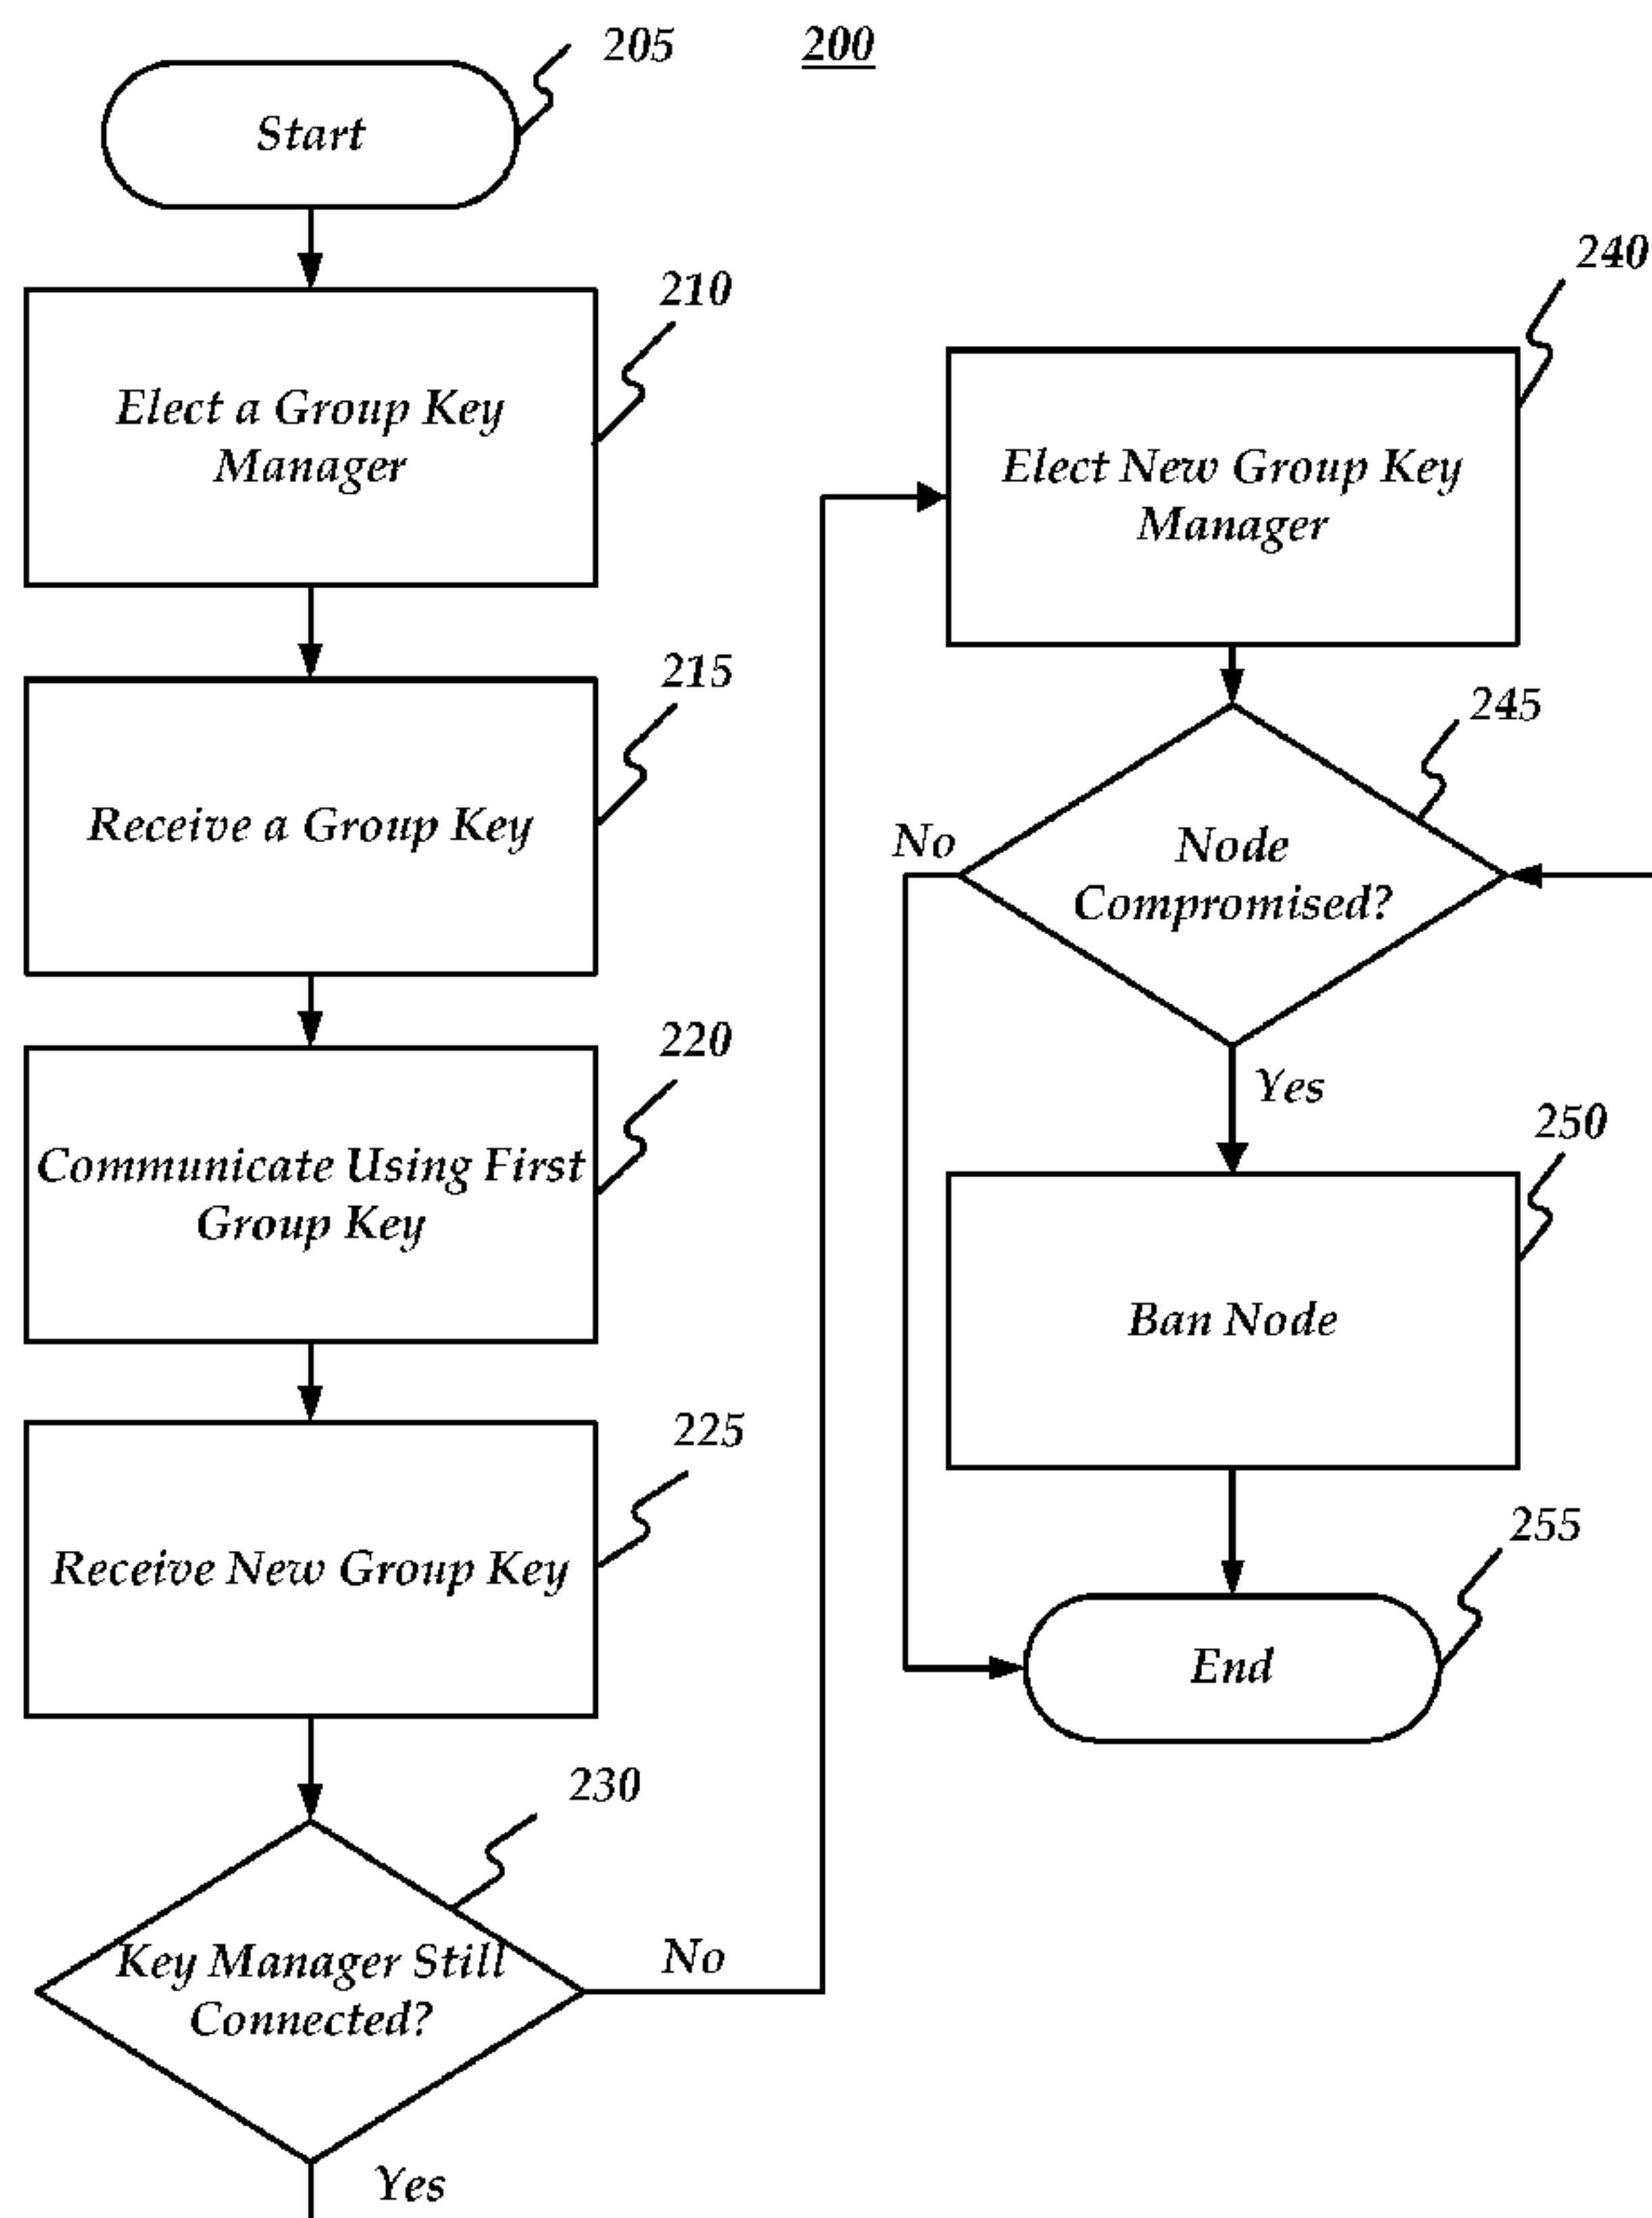 200
205
Start
210
Elect a Group Key
Manager
215
Receive a Group Key
220
Communicate Using First
Group Key
225
Receive New Group Key
230
Key Manager Still
Connected?
No
Yes
240
Elect New Group Key
Manager
245
Node
Compromised?
No
Yes
250
Ban Node
255
End